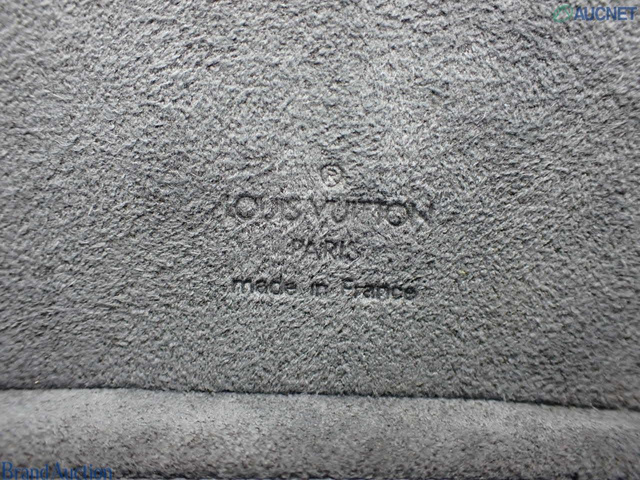 AUCNET
®
LOUIS VUITTON
PARIS
made in France
Brand Auction